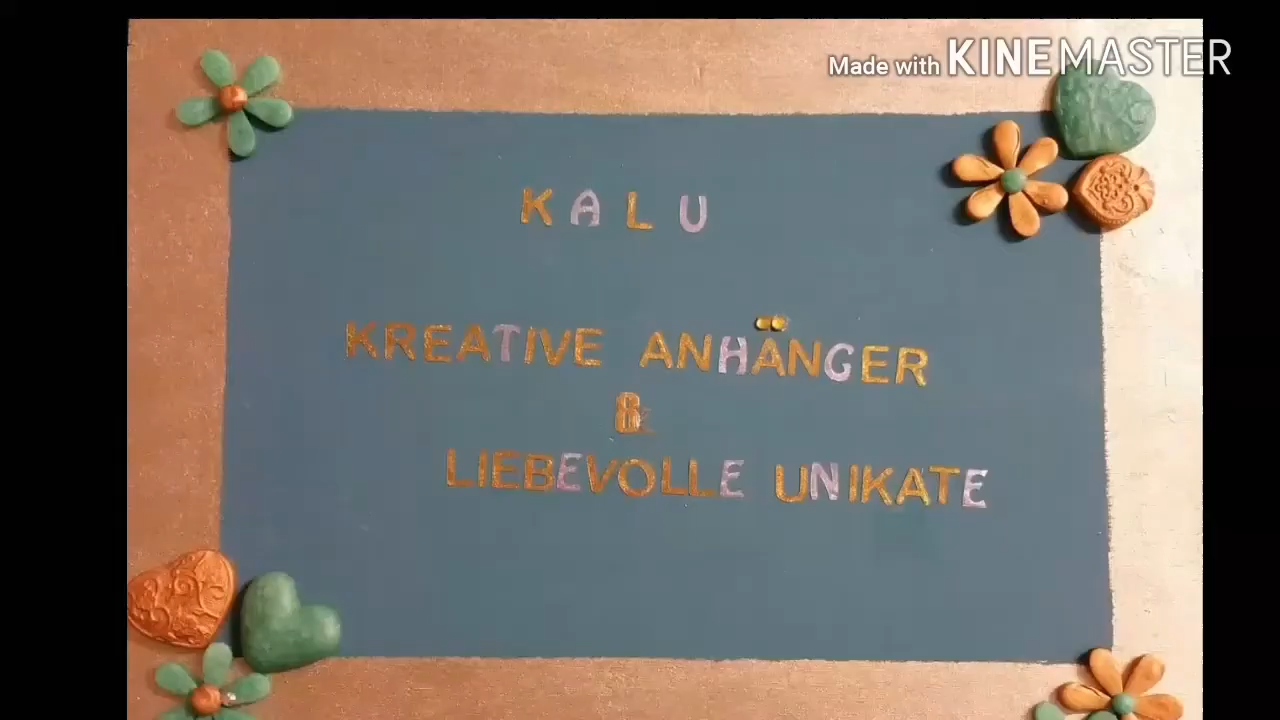 Made with KINEMASTER
KALU
KREATIVE ANHÄNGER
&
LIEBEVOLLE UNIKATE